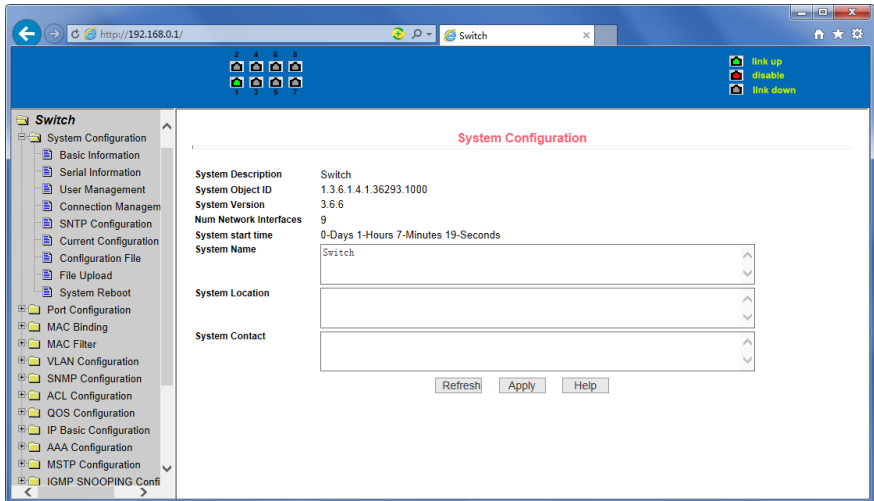 http://192.168.0.1/
Switch
2 4 6 8
1 3 5 7
link up
disable
link down
Switch
System Configuration
Basic Information
Serial Information
User Management
Connection Managem
SNTP Configuration
Current Configuration
Configuration File
File Upload
System Reboot
Port Configuration
MAC Binding
MAC Filter
VLAN Configuration
SNMP Configuration
ACL Configuration
QOS Configuration
IP Basic Configuration
AAA Configuration
MSTP Configuration
IGMP SNOOPING Confi
System Configuration
System Description Switch
System Object ID 1.3.6.1.4.1.36293.1000
System Version 3.6.6
Num Network Interfaces 9
System start time 0-Days 1-Hours 7-Minutes 19-Seconds
System Name Switch
System Location
System Contact
Refresh Apply Help